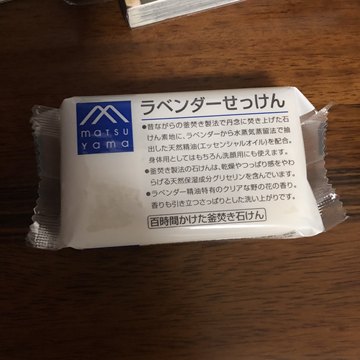 ラベンダーせっけん
matsu
yama
●昔ながらの釜焚き製法で丹念に焚き上げた石
けん素地に、ラベンダーから水蒸気蒸留法で抽
出した天然精油(エッセンシャルオイル)を配合。
身体用としてはもちろん洗顔用にも使えます。
●釜焚き製法の石けんは、乾燥やつっぱり感をやわ
らげる天然保湿成分グリセリンを含んでいます。
●ラベンダー精油特有のクリアな野の花の香り。
香りも引き立つさっぱりとした洗い上がりです。
百時間かけた釜焚き石けん